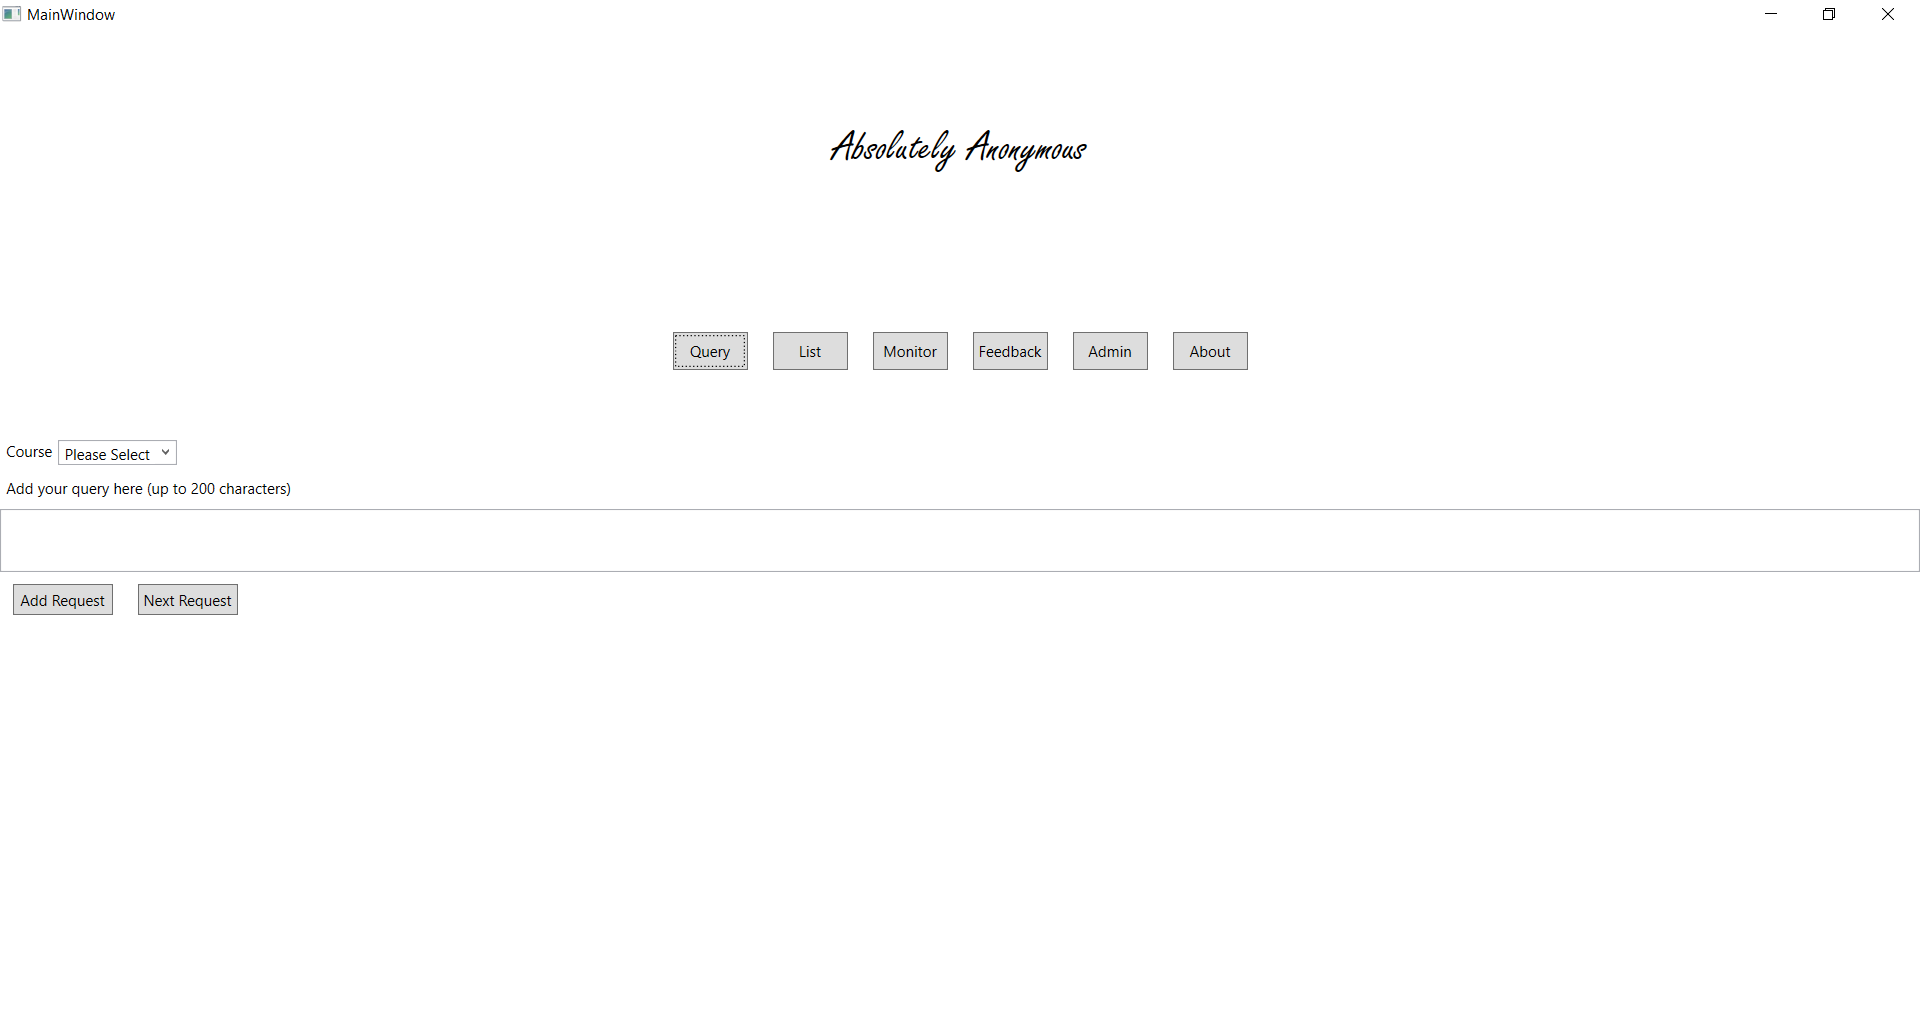 MainWindow
Absolutely Anonymous
Query List Monitor Feedback Admin About
Course Please Select
Add your query here (up to 200 characters)
Add Request Next Request